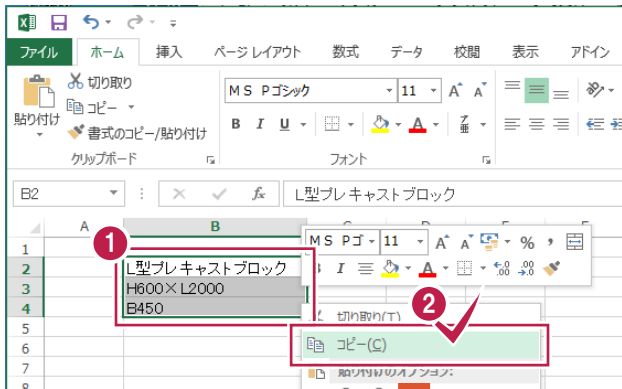 ファイル ホーム 挿入 ページ レイアウト 数式 データ 校閲 表示 アドイン
貼り付け
切り取り
コピー
書式のコピー/貼り付け
クリップボード
MS Pゴシック 11 A A
B I U A
フォント
B2 fx L型プレキャストブロック
A B
1
2 L型プレキャストブロック
3 H600×L2000
4 B450
5
6
7
8
1
MS Pゴ 11 A A % ,
I A .00 .0
2
切り取り(T)
コピー(C)
貼り付けのオプション: